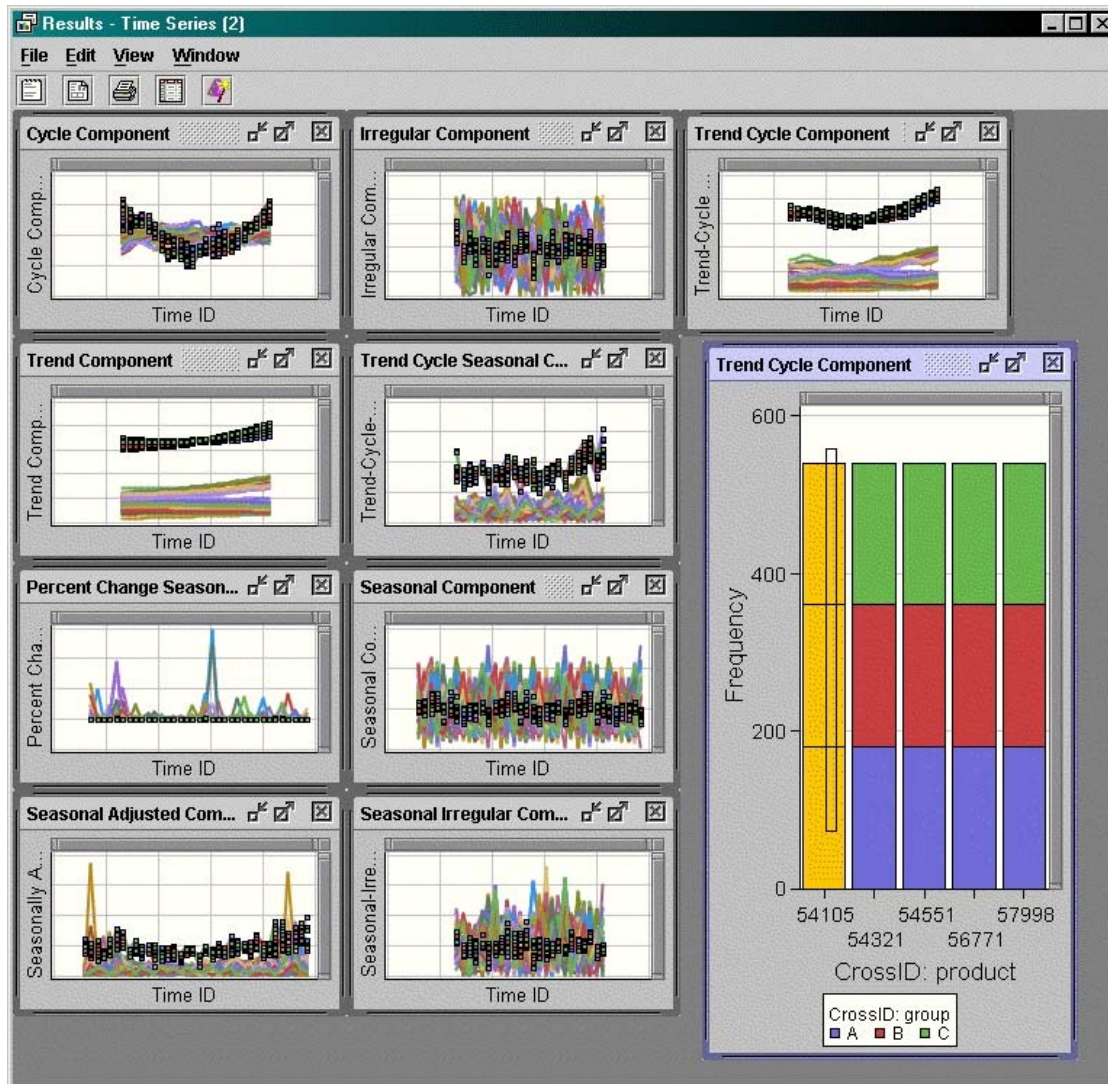 Results - Time Series (2)
File Edit View Window
Cycle Component
Cycle Comp...
Time ID
Irregular Component
Irregular Com...
Time ID
Trend Cycle Component
Trend-Cycle ...
Time ID
Trend Component
Trend Comp...
Time ID
Trend Cycle Seasonal C...
Trend-Cycle-...
Time ID
Trend Cycle Component
600
400
200
0
Frequency
54105 54551 57998
54321 56771
CrossID: product
CrossID: group
A B C
Percent Change Season...
Percent Cha...
Time ID
Seasonal Component
Seasonal Co...
Time ID
Seasonal Adjusted Com...
Seasonally A...
Time ID
Seasonal Irregular Com...
Seasonal-Irre...
Time ID